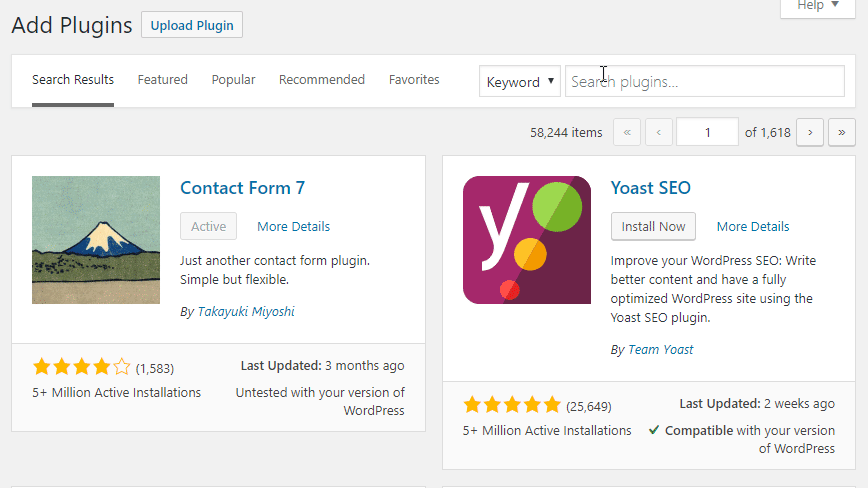 Help ▼
Add Plugins Upload Plugin
Search Results Featured Popular Recommended Favorites Keyword ▼ Search plugins...
58,244 items « ‹ 1 of 1,618 › »
Contact Form 7
Active More Details
Just another contact form plugin.
Simple but flexible.
By Takayuki Miyoshi
(1,583) Last Updated: 3 months ago
5+ Million Active Installations Untested with your version of
WordPress
y
Yoast SEO
Install Now More Details
Improve your WordPress SEO: Write
better content and have a fully
optimized WordPress site using the
Yoast SEO plugin.
By Team Yoast
(25,649) Last Updated: 2 weeks ago
5+ Million Active Installations ✔ Compatible with your version
of WordPress